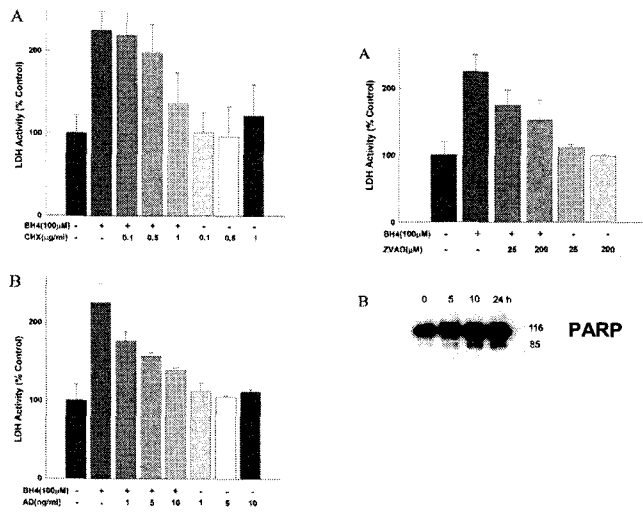 A
LDH Activity (% Control)
200
100
0
BH4(100μM) - + + + + - - -
CHX(μg/ml) - - 0.1 0.5 1 0.1 0.5 1
B
LDH Activity (% Control)
200
100
0
BH4(100μM) - + + + + - - -
AD(ng/ml) - - 1 5 10 1 5 10
A
LDH Activity (% Control)
200
100
0
BH4(100μM) - + + + - -
ZVAD(μM) - - 25 200 25 200
B
0 5 10 24 h
116
85
PARP